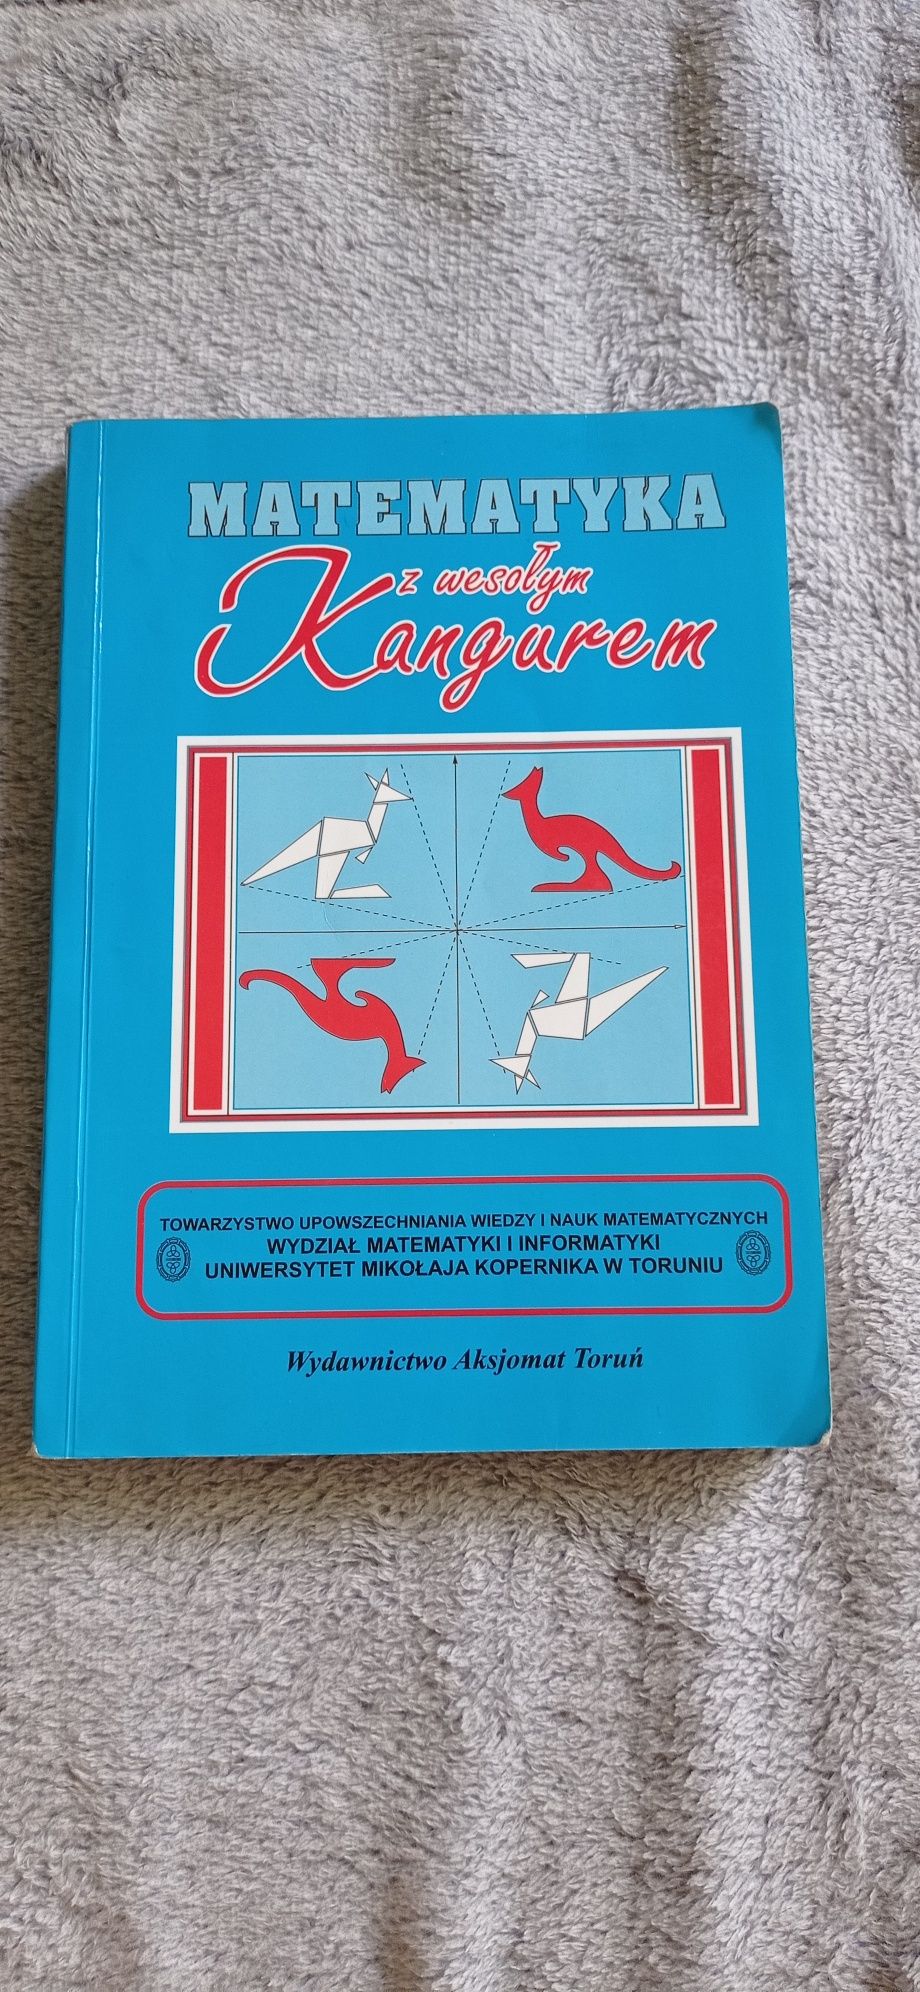 MATEMATYKA
z wesołym
Kangurem
TOWARZYSTWO UPOWSZECHNIANIA WIEDZY I NAUK MATEMATYCZNYCH
WYDZIAŁ MATEMATYKI I INFORMATYKI
UNIWERSYTET MIKOŁAJA KOPERNIKA W TORUNIU
Wydawnictwo Aksjomat Toruń